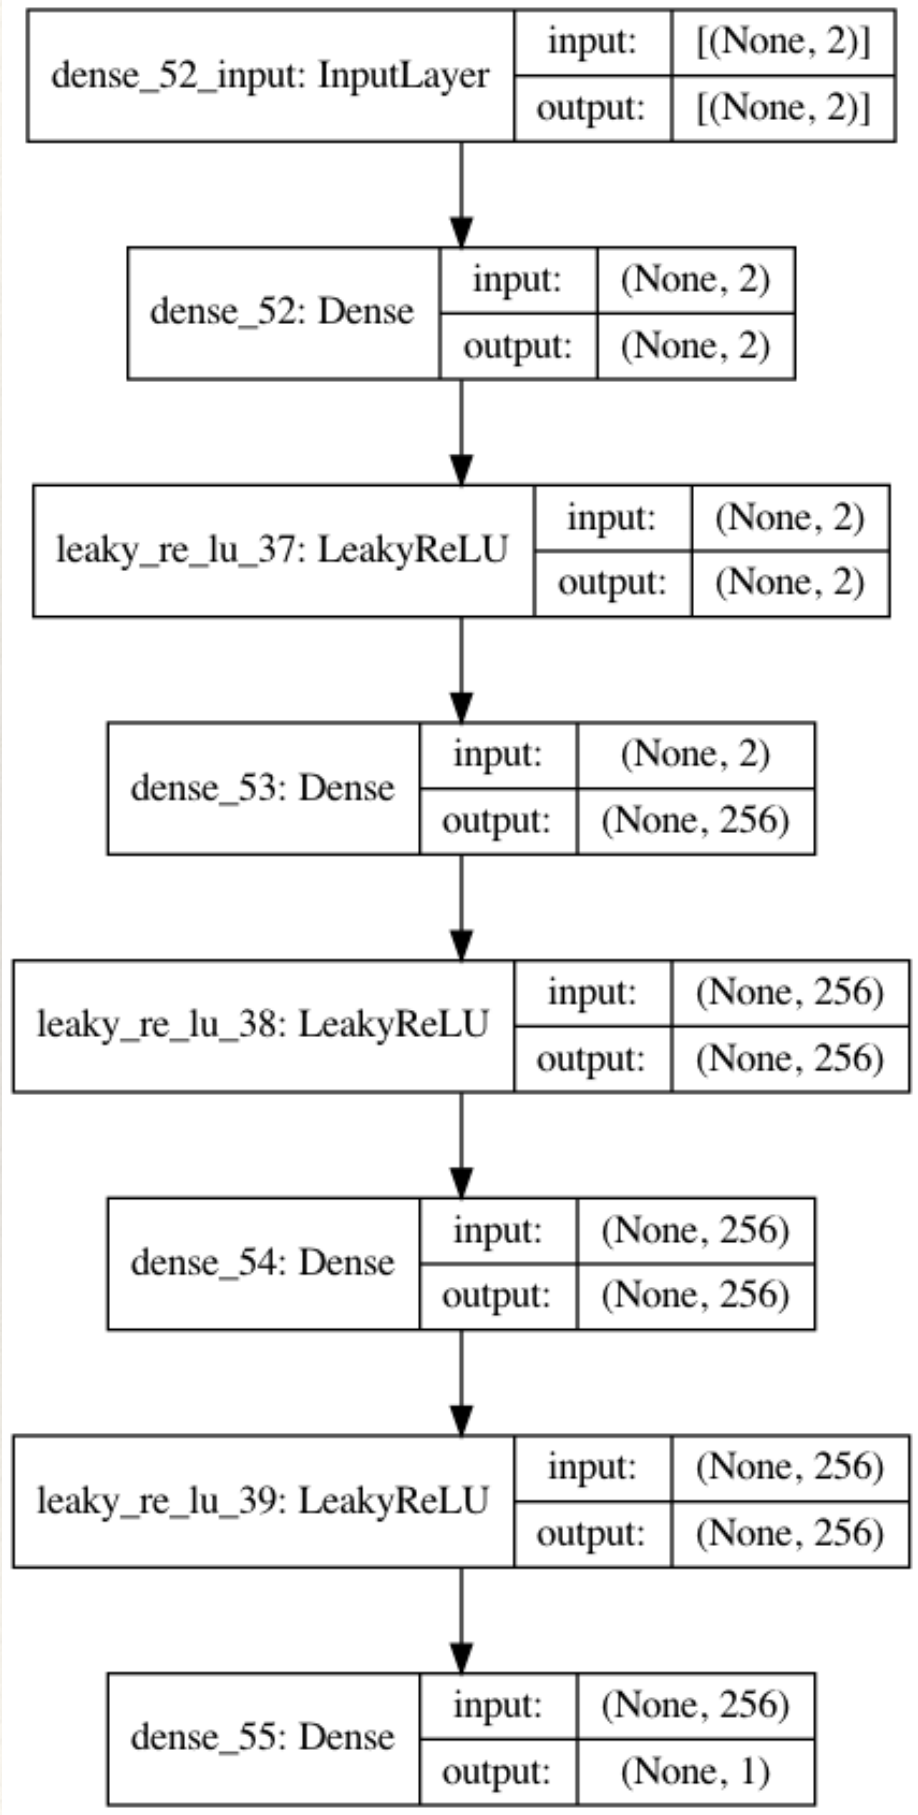 dense_52_input: InputLayer
input: [(None, 2)]
output: [(None, 2)]
dense_52: Dense
input: (None, 2)
output: (None, 2)
leaky_re_lu_37: LeakyReLU
input: (None, 2)
output: (None, 2)
dense_53: Dense
input: (None, 2)
output: (None, 256)
leaky_re_lu_38: LeakyReLU
input: (None, 256)
output: (None, 256)
dense_54: Dense
input: (None, 256)
output: (None, 256)
leaky_re_lu_39: LeakyReLU
input: (None, 256)
output: (None, 256)
dense_55: Dense
input: (None, 256)
output: (None, 1)